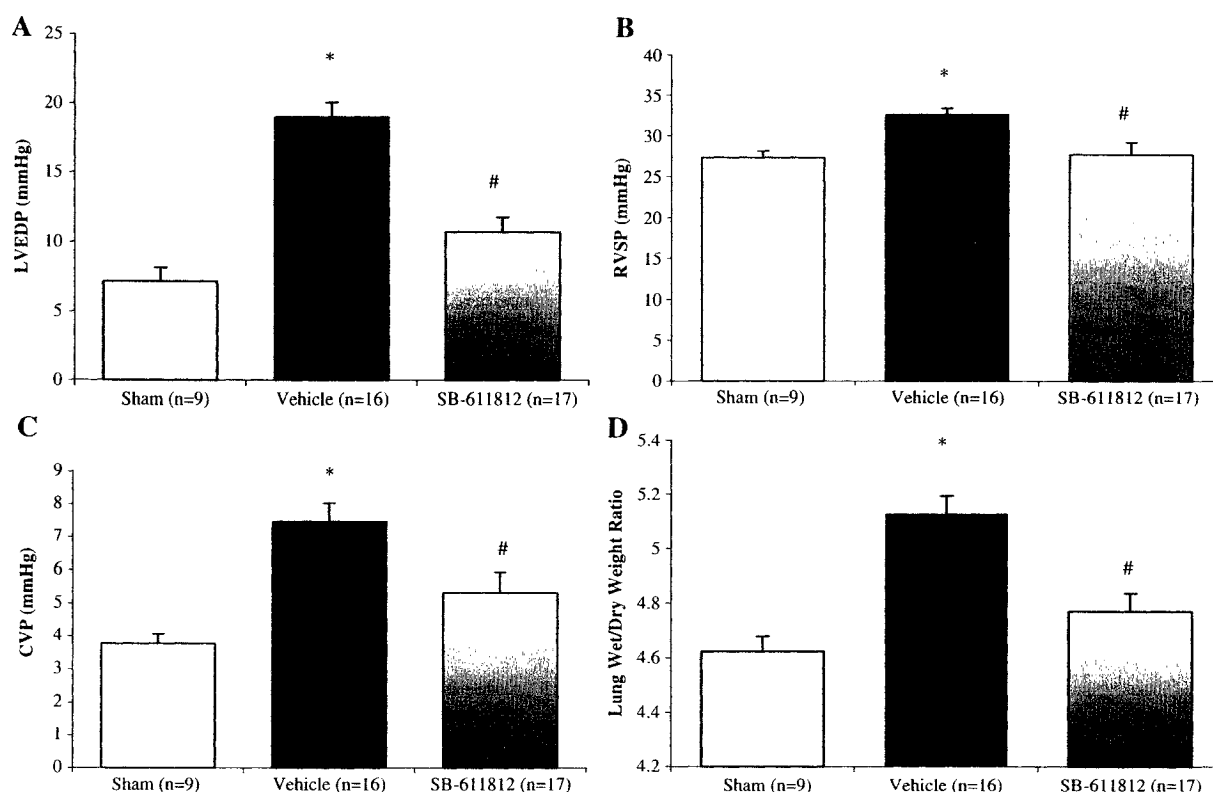 A
25
20
15
10
5
0
LVEDP (mmHg)
*
#
Sham (n=9)
Vehicle (n=16)
SB-611812 (n=17)
B
40
35
30
25
20
15
10
5
0
RVSP (mmHg)
*
#
Sham (n=9)
Vehicle (n=16)
SB-611812 (n=17)
C
9
8
7
6
5
4
3
2
1
0
CVP (mmHg)
*
#
Sham (n=9)
Vehicle (n=16)
SB-611812 (n=17)
D
5.4
5.2
5
4.8
4.6
4.4
4.2
Lung Wet/Dry Weight Ratio
*
#
Sham (n=9)
Vehicle (n=16)
SB-611812 (n=17)